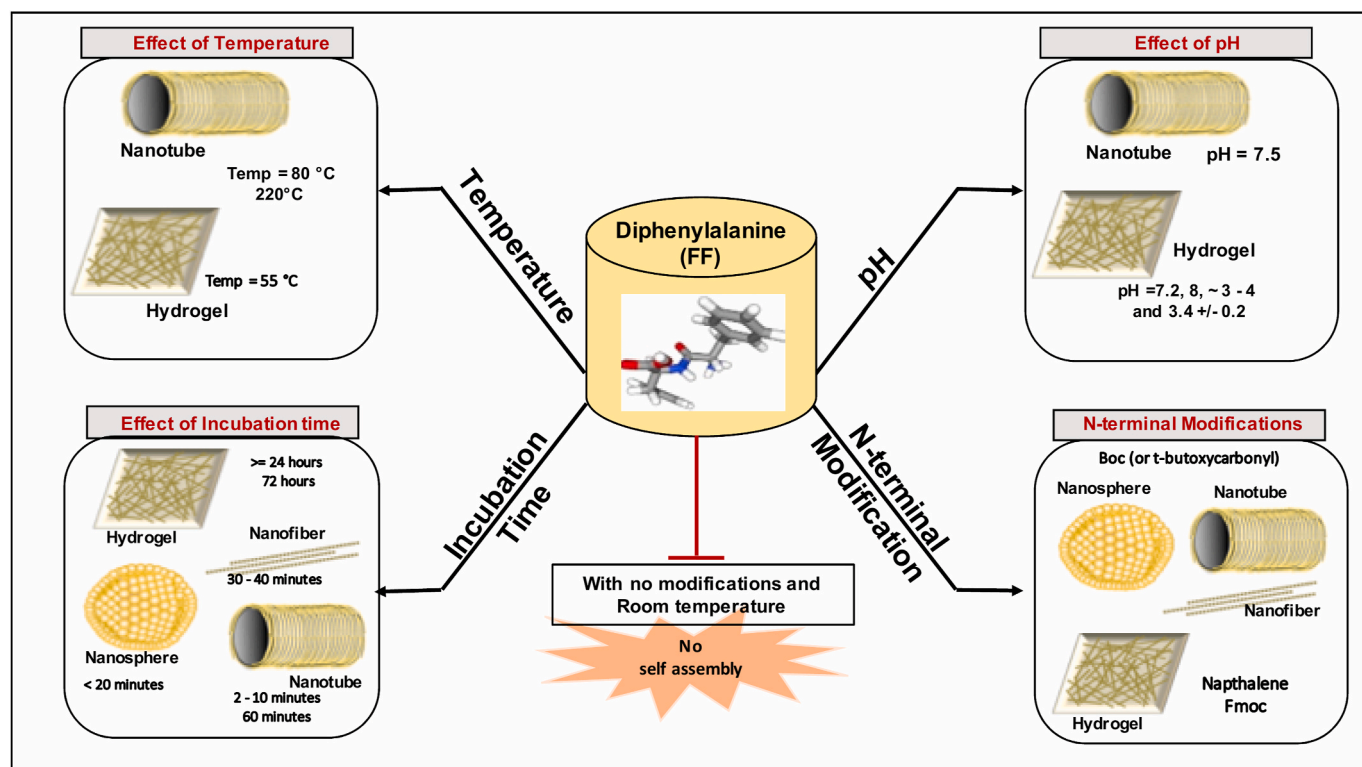 Effect of Temperature
Nanotube
Temp = 80 °C
220°C
Temp = 55 °C
Hydrogel
Effect of pH
Nanotube
pH = 7.5
Hydrogel
pH =7.2, 8, ~ 3 - 4
and 3.4 +/- 0.2
Temperature
pH
Diphenylalanine
(FF)
Incubation
Time
N-terminal
Modification
Effect of Incubation time
>= 24 hours
72 hours
Hydrogel
Nanofiber
30 - 40 minutes
Nanosphere
< 20 minutes
Nanotube
2 - 10 minutes
60 minutes
With no modifications and
Room temperature
No
self assembly
N-terminal Modifications
Boc (or t-butoxycarbonyl)
Nanosphere
Nanotube
Nanofiber
Hydrogel
Napthalene
Fmoc